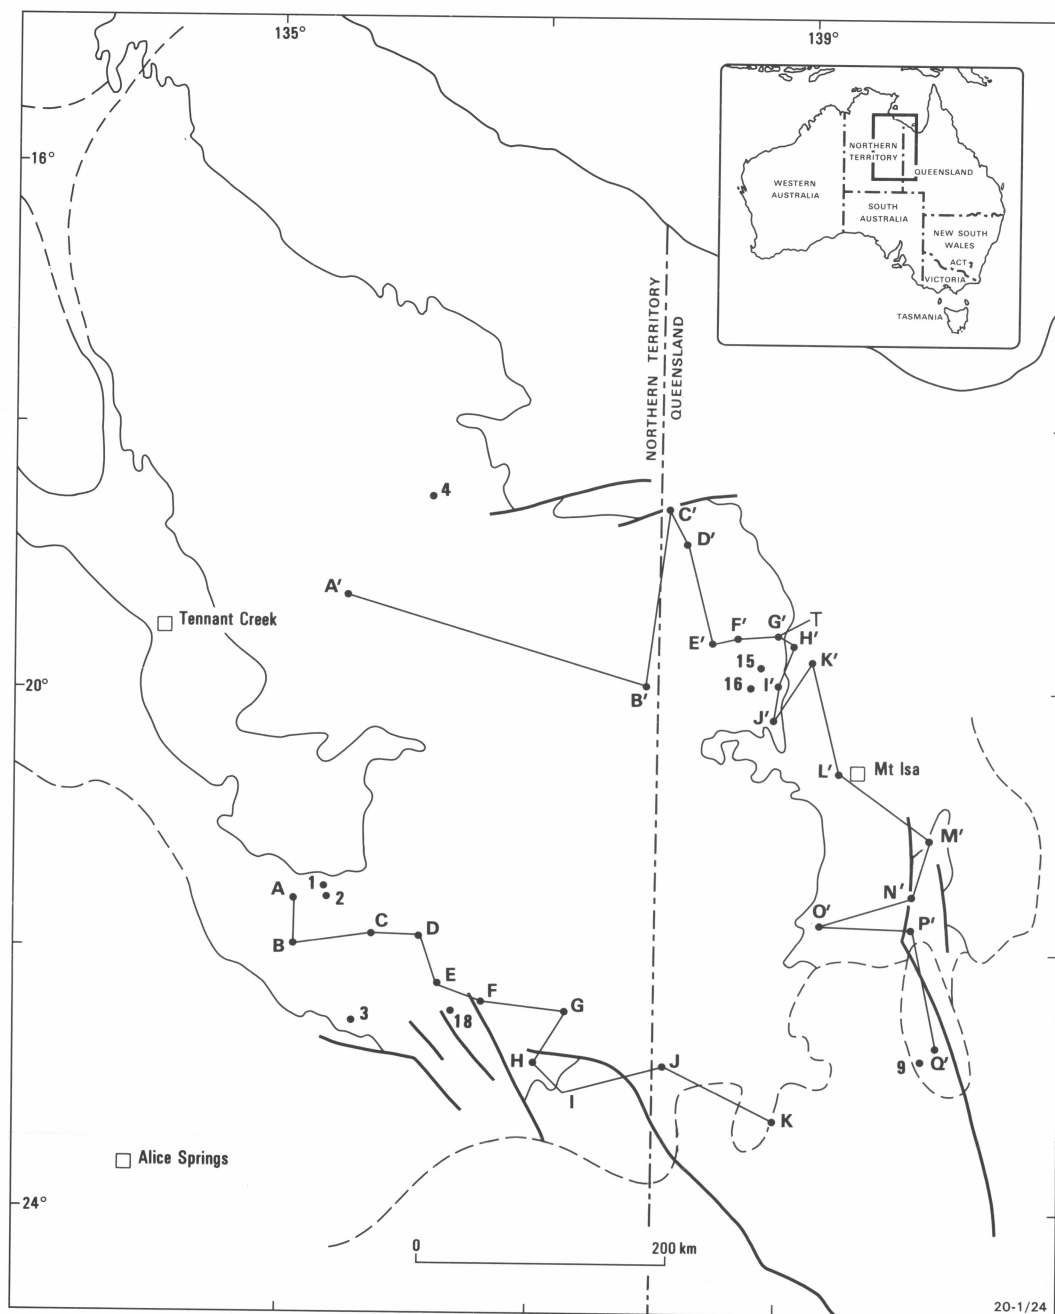 135°
139°
16°
NORTHERN
TERRITORY
QUEENSLAND
WESTERN
AUSTRALIA
SOUTH
AUSTRALIA
NEW SOUTH
WALES
ACT
VICTORIA
TASMANIA
NORTHERN TERRITORY
QUEENSLAND
4
C'
D'
A'
Tennant Creek
T
F'
G'
H'
E'
15
K'
16
I'
20°
B'
J'
L'
Mt Isa
M'
1
A
2
N'
O'
C
D
P'
B
E
F
G
3
18
H
J
9
Q'
I
K
Alice Springs
24°
0
200 km
20-1/24